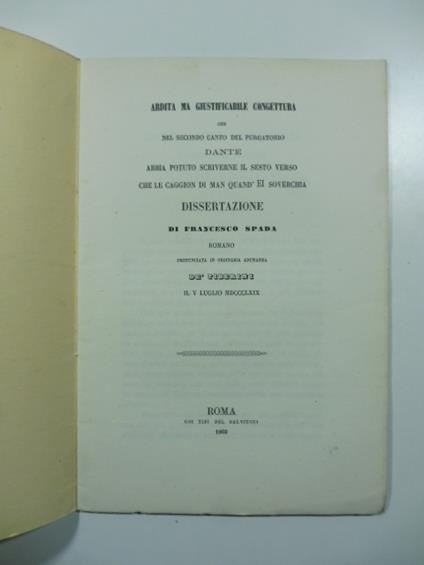 ARDITA MA GIUSTIFICABILE CONGETTURA
CHE
NEL SECONDO CANTO DEL PURGATORIO
DANTE
ABBIA POTUTO SCRIVERNE IL SESTO VERSO
CHE LE CAGGION DI MAN QUAND' EI SOVERCHIA
DISSERTAZIONE
DI FRANCESCO SPADA
ROMANO
PRONUNCIATA IN ORDINARIA ADUNANZA
DE' TIBERINI
IL V LUGLIO MDCCCLXIX
ROMA
COI TIPI DEL SALVIUCCI
1869